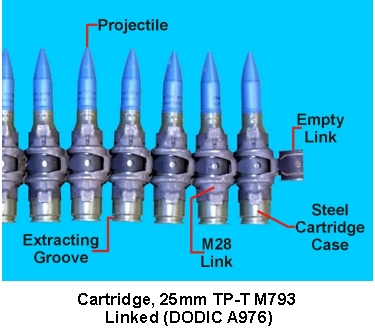 Projectile
Empty
Link
Steel
Cartridge
Case
Extracting
Groove
M28
Link
Cartridge, 25mm TP-T M793
Linked (DODIC A976)